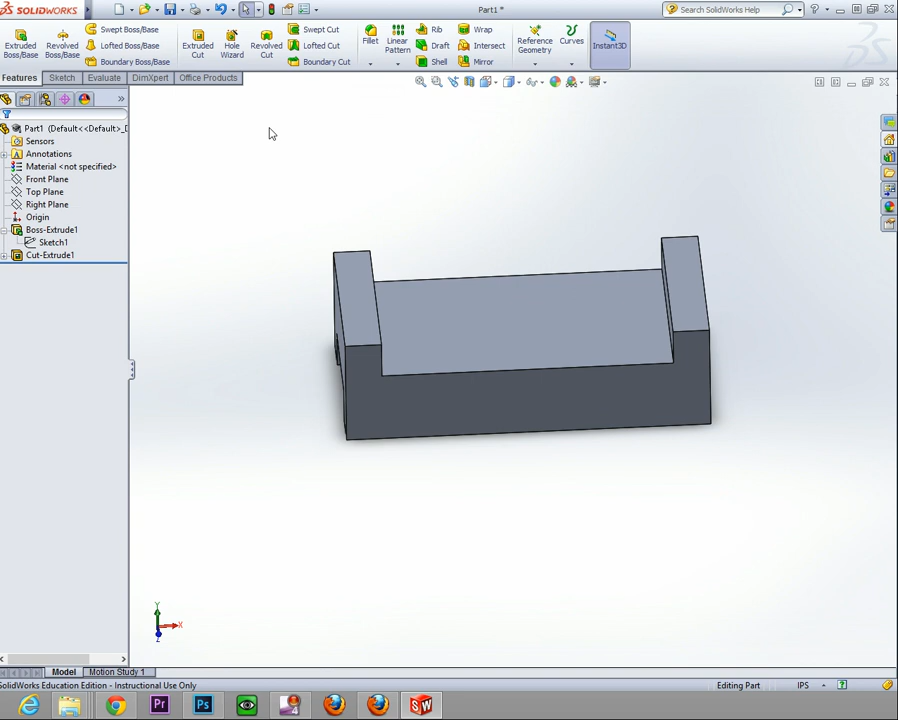 SOLIDWORKS
Part1 *
Search SolidWorks Help
Extruded Boss/Base
Revolved Boss/Base
Swept Boss/Base
Lofted Boss/Base
Boundary Boss/Base
Extruded Cut
Hole Wizard
Revolved Cut
Swept Cut
Lofted Cut
Boundary Cut
Fillet
Linear Pattern
Rib
Draft
Shell
Wrap
Intersect
Mirror
Reference Geometry
Curves
Instant3D
Features
Sketch
Evaluate
DimXpert
Office Products
Part1 (Default<<Default>_D
Sensors
Annotations
Material <not specified>
Front Plane
Top Plane
Right Plane
Origin
Boss-Extrude1
Sketch1
Cut-Extrude1
Y
X
Z
Model
Motion Study 1
SolidWorks Education Edition - Instructional Use Only
Editing Part
IPS
Pr
Ps
SW